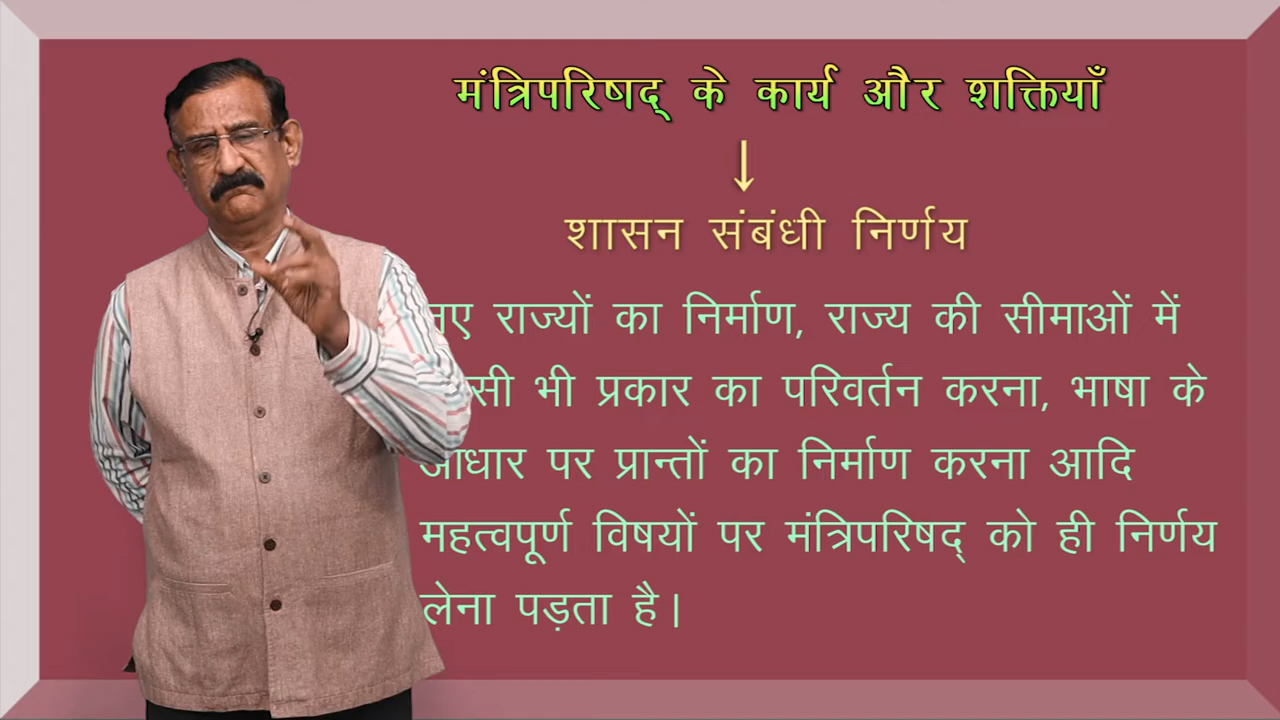 मंत्रिपरिषद् के कार्य और शक्तियाँ
↓
शासन संबंधी निर्णय
राज्यों का निर्माण, राज्य की सीमाओं में
भी प्रकार का परिवर्तन करना, भाषा के
आधार पर प्रान्तों का निर्माण करना आदि
महत्वपूर्ण विषयों पर मंत्रिपरिषद् को ही निर्णय
लेना पड़ता है।